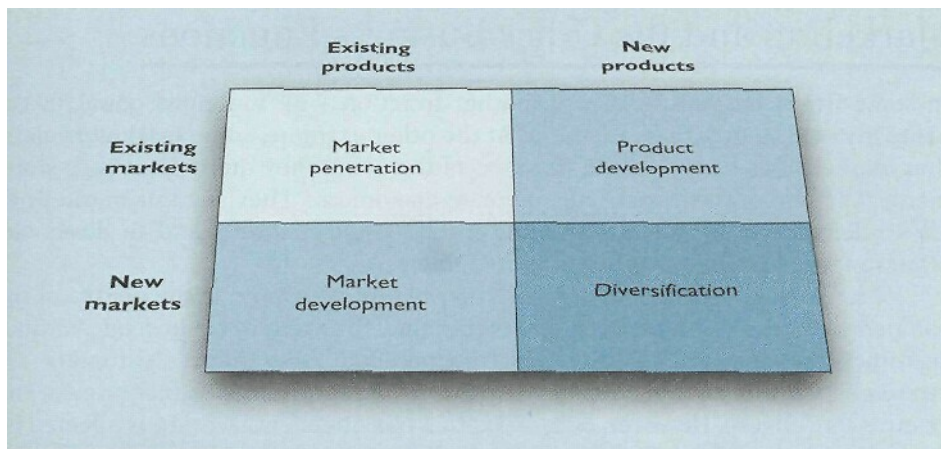 Existing
products
New
products
Existing
markets
Market
penetration
Product
development
New
markets
Market
development
Diversification